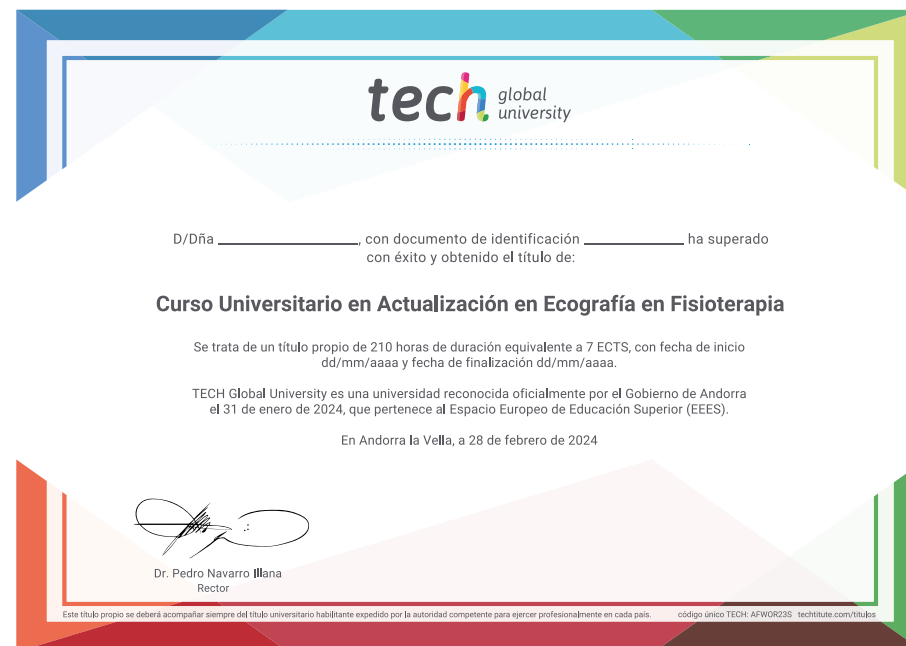 tech global university
D/Dña ____________________, con documento de identificación ______________ ha superado
con éxito y obtenido el título de:
Curso Universitario en Actualización en Ecografía en Fisioterapia
Se trata de un título propio de 210 horas de duración equivalente a 7 ECTS, con fecha de inicio
dd/mm/aaaa y fecha de finalización dd/mm/aaaa.
TECH Global University es una universidad reconocida oficialmente por el Gobierno de Andorra
el 31 de enero de 2024, que pertenece al Espacio Europeo de Educación Superior (EEES).
En Andorra la Vella, a 28 de febrero de 2024
Dr. Pedro Navarro Illana
Rector
Este título propio se deberá acompañar siempre del título universitario habilitante expedido por la autoridad competente para ejercer profesionalmente en cada país. código único TECH: AFWOR23S techtitute.com/titulos